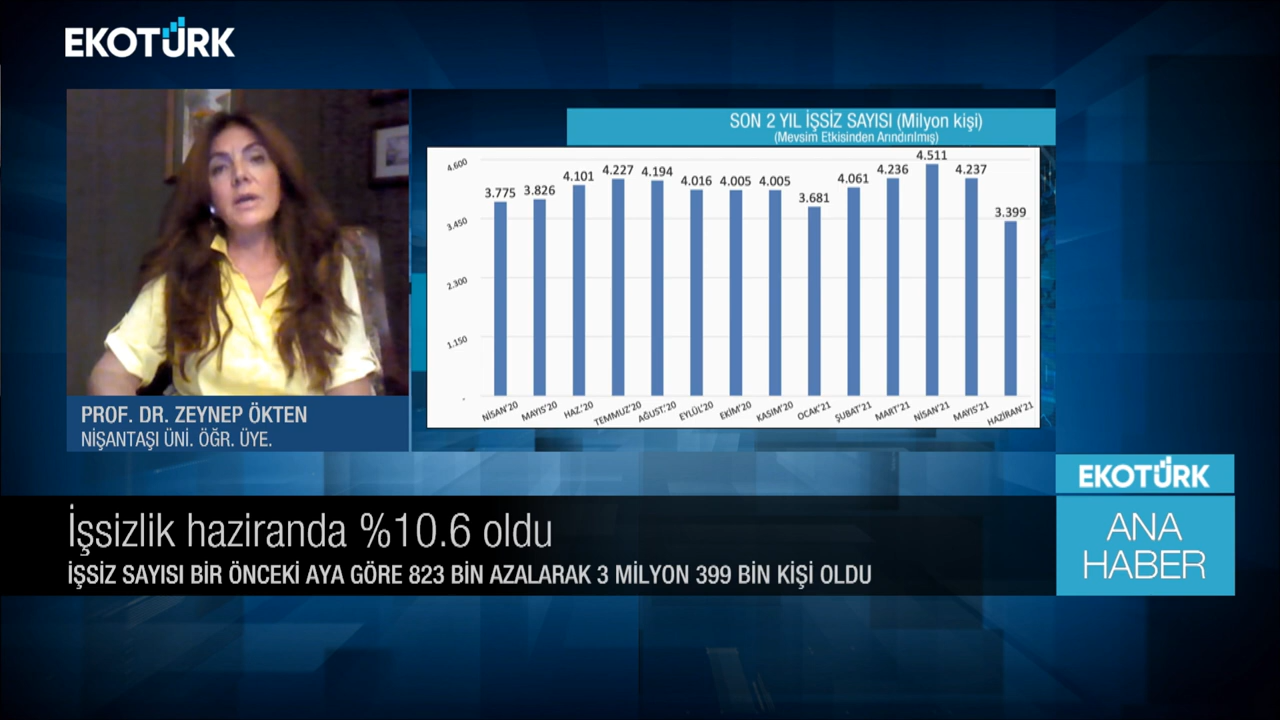 EKOTÜRK
SON 2 YIL İŞSİZ SAYISI (Milyon kişi)
(Mevsim Etkisinden Arındırılmış)
4.600
3.450
2.300
1.150
-
3.775
3.826
4.101
4.227
4.194
4.016
4.005
4.005
3.681
4.061
4.236
4.511
4.237
3.399
NİSAN'20
MAYIS'20
HAZ.'20
TEMMUZ'20
AĞUST.'20
EYLÜL'20
EKİM'20
KASIM'20
OCAK'21
ŞUBAT'21
MART'21
NİSAN'21
MAYIS'21
HAZİRAN'21
PROF. DR. ZEYNEP ÖKTEN
NİŞANTAŞI ÜNİ. ÖĞR. ÜYE.
EKOTÜRK
ANA
HABER
İşsizlik haziranda %10.6 oldu
İŞSİZ SAYISI BİR ÖNCEKİ AYA GÖRE 823 BİN AZALARAK 3 MİLYON 399 BİN KİŞİ OLDU